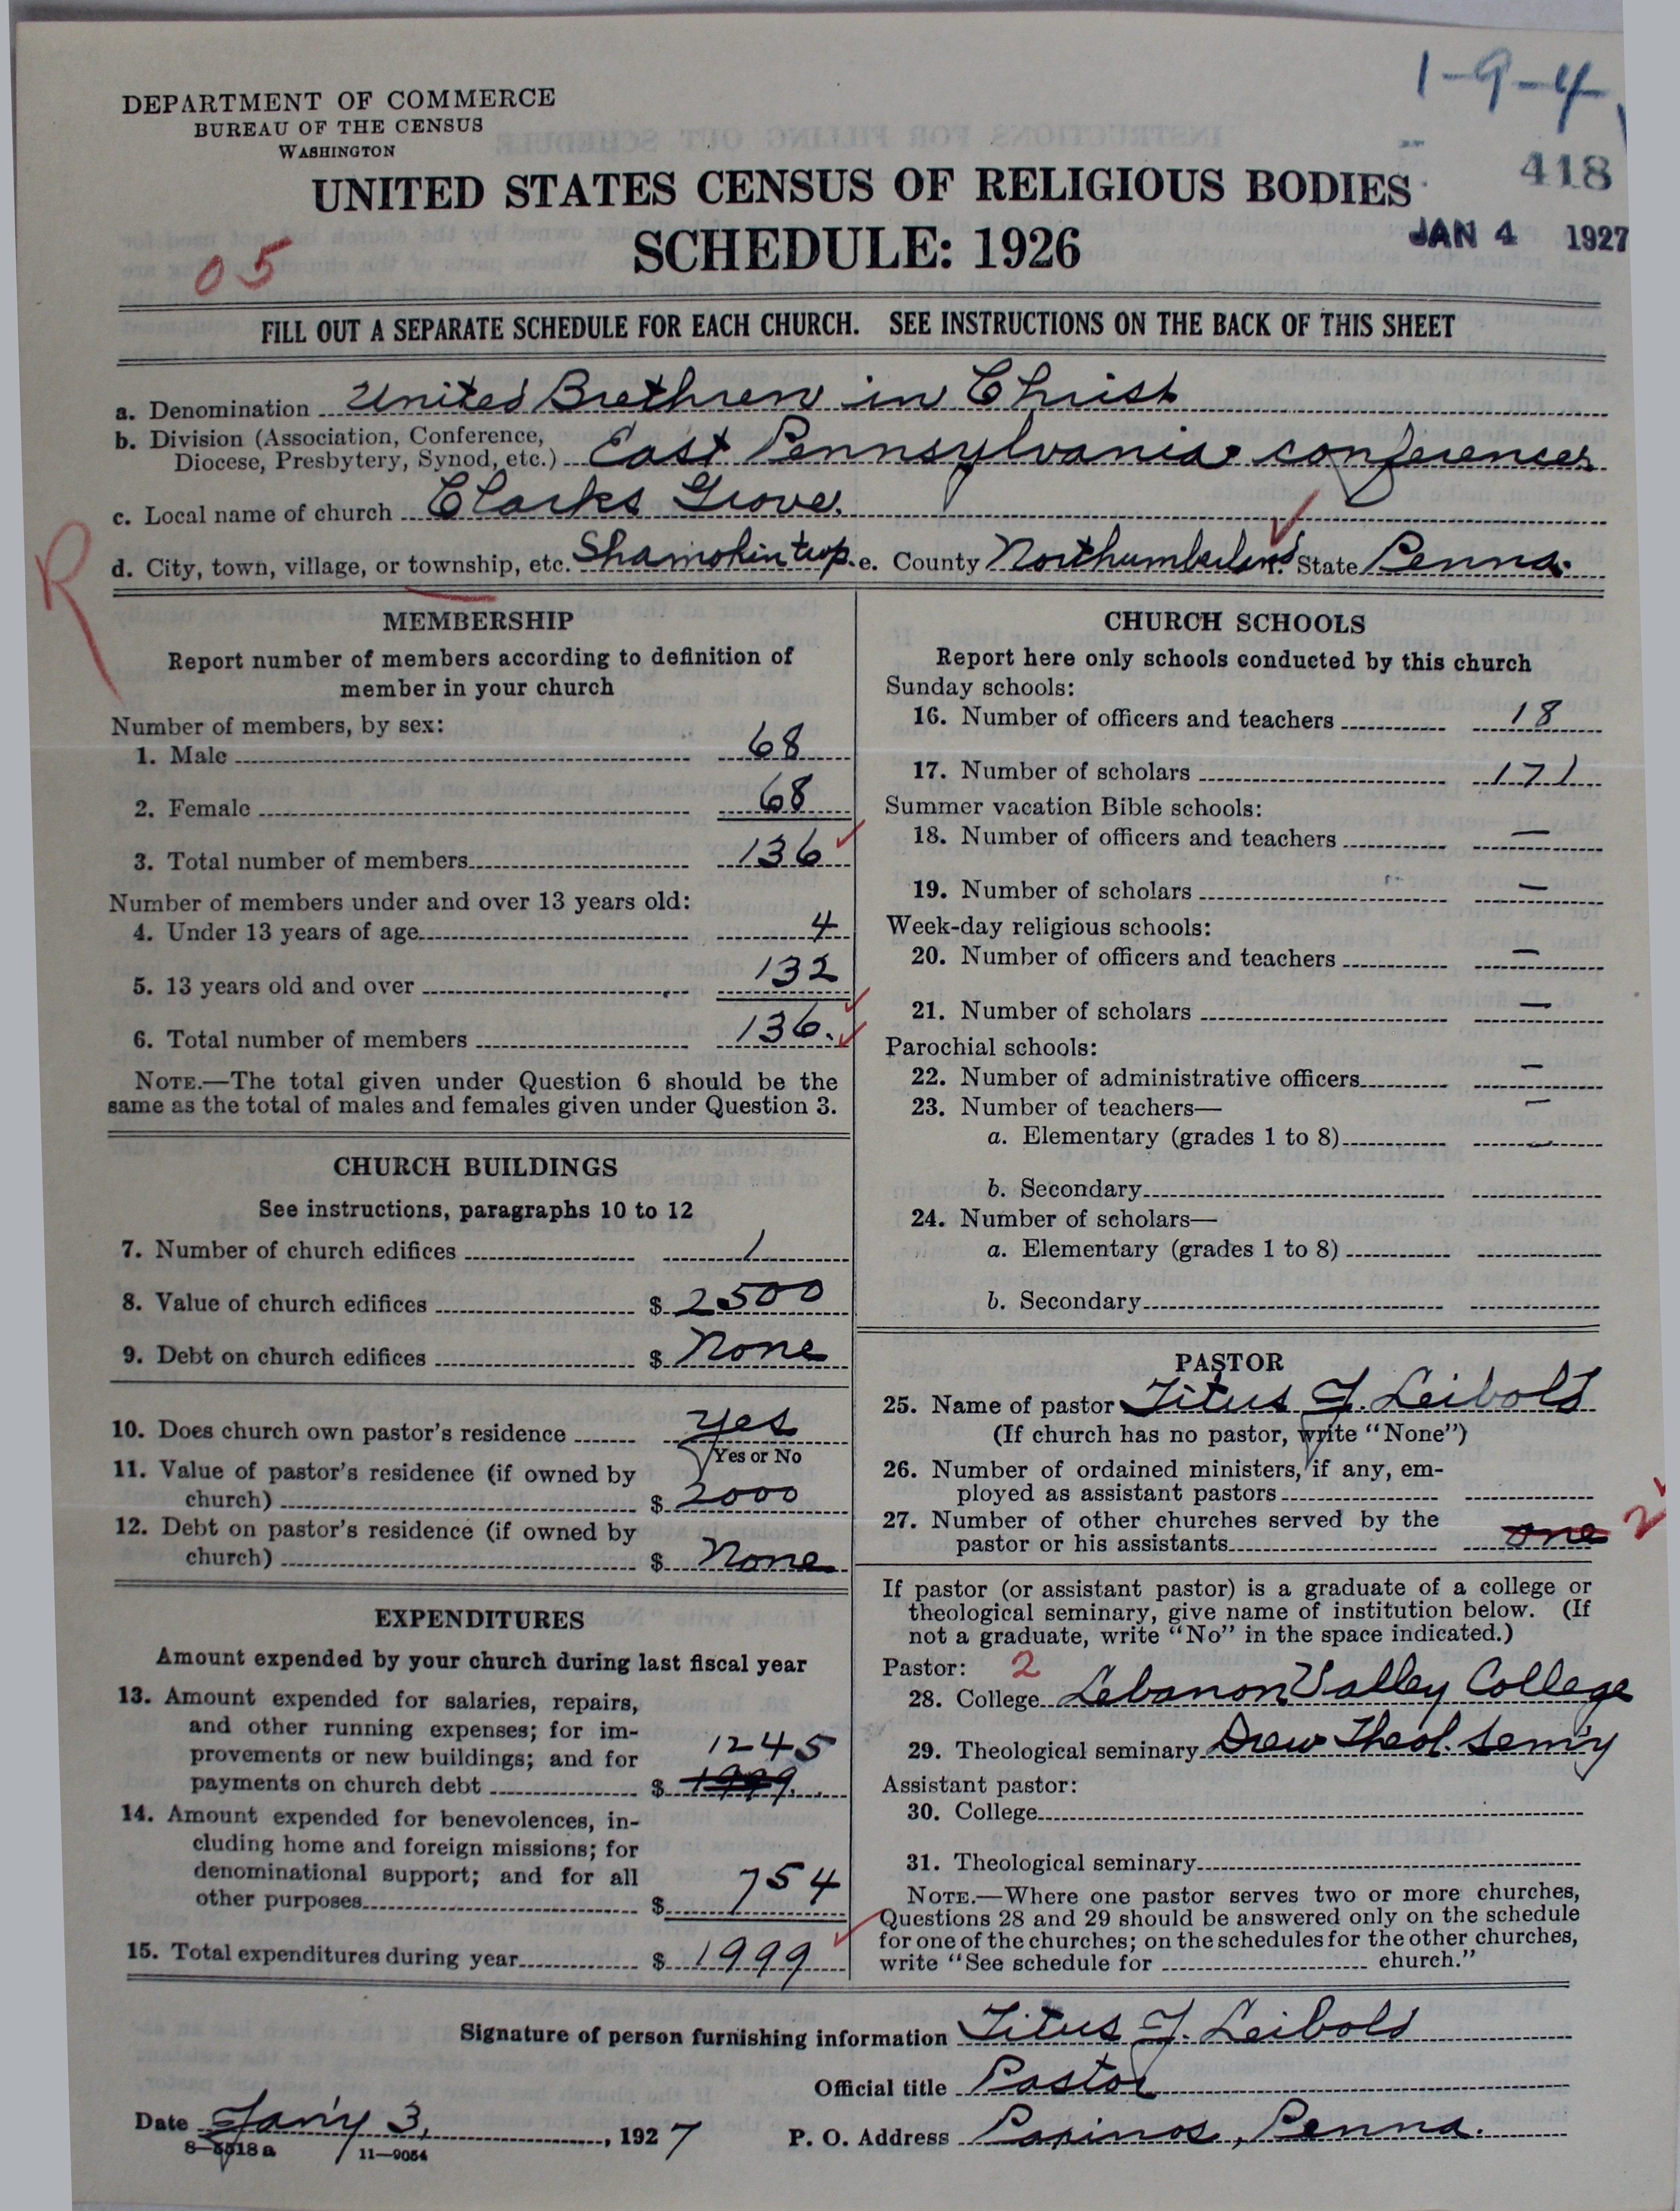 1-9-4
DEPARTMENT OF COMMERCE
BUREAU OF THE CENSUS
WASHINGTON
418
UNITED STATES CENSUS OF RELIGIOUS BODIES
SCHEDULE: 1926
JAN 4 1927
05
FILL OUT A SEPARATE SCHEDULE FOR EACH CHURCH. SEE INSTRUCTIONS ON THE BACK OF THIS SHEET
a. Denomination United Brethren in Christ
b. Division (Association, Conference,
Diocese, Presbytery, Synod, etc.) East Pennsylvania conference
c. Local name of church Clarks Grove.
R
d. City, town, village, or township, etc. Shamokin twp. e. County Northumberland. State Penna.
MEMBERSHIP
Report number of members according to definition of
member in your church
Number of members, by sex:
1. Male 68
2. Female 68
3. Total number of members 136
Number of members under and over 13 years old:
4. Under 13 years of age 4
5. 13 years old and over 132
6. Total number of members 136.
NOTE.—The total given under Question 6 should be the
same as the total of males and females given under Question 3.
CHURCH BUILDINGS
See instructions, paragraphs 10 to 12
7. Number of church edifices 1
8. Value of church edifices $ 2500
9. Debt on church edifices $ None
10. Does church own pastor's residence yes
Yes or No
11. Value of pastor's residence (if owned by
church) $ 2000
12. Debt on pastor's residence (if owned by
church) $ None
EXPENDITURES
Amount expended by your church during last fiscal year
13. Amount expended for salaries, repairs,
and other running expenses; for im-
provements or new buildings; and for 1245
payments on church debt $ 1999
14. Amount expended for benevolences, in-
cluding home and foreign missions; for
denominational support; and for all
other purposes $ 754
15. Total expenditures during year $ 1999
CHURCH SCHOOLS
Report here only schools conducted by this church
Sunday schools:
16. Number of officers and teachers 18
17. Number of scholars 171
Summer vacation Bible schools:
18. Number of officers and teachers —
19. Number of scholars —
Week-day religious schools:
20. Number of officers and teachers —
21. Number of scholars —
Parochial schools:
22. Number of administrative officers —
23. Number of teachers— —
a. Elementary (grades 1 to 8) —
b. Secondary
24. Number of scholars—
a. Elementary (grades 1 to 8)
b. Secondary
PASTOR
25. Name of pastor Titus J. Leibold
(If church has no pastor, write "None")
26. Number of ordained ministers, if any, em-
ployed as assistant pastors
27. Number of other churches served by the
pastor or his assistants one 2
If pastor (or assistant pastor) is a graduate of a college or
theological seminary, give name of institution below. (If
not a graduate, write "No" in the space indicated.)
Pastor: 2
28. College Lebanon Valley College
29. Theological seminary Drew Theol. Sem'y
Assistant pastor:
30. College
31. Theological seminary
NOTE.—Where one pastor serves two or more churches,
Questions 28 and 29 should be answered only on the schedule
for one of the churches; on the schedules for the other churches,
write "See schedule for church."
Signature of person furnishing information Titus J. Leibold
Official title Pastor
Date Jan'y 3, , 1927
P. O. Address Paxinos, Penna.
11—9054